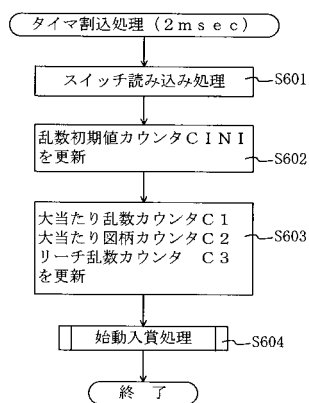 タイマ割込処理(2msec)
スイッチ読み込み処理
S601
乱数初期値カウンタCINI
を更新
S602
大当たり乱数カウンタC1
大当たり図柄カウンタC2
リーチ乱数カウンタ C3
を更新
S603
始動入賞処理
S604
終 了